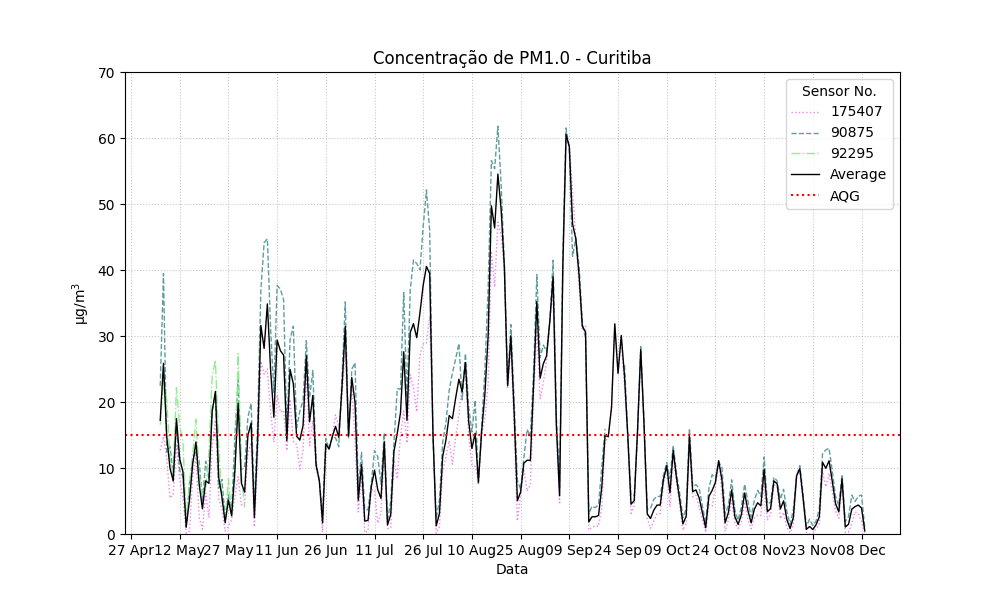 Concentração de PM1.0 - Curitiba
Sensor No.
175407
90875
92295
Average
AQG
70
60
50
40
30
20
10
0
μg/m³
27 Apr 12 May 27 May 11 Jun 26 Jun 11 Jul 26 Jul 10 Aug 25 Aug 09 Sep 24 Sep 09 Oct 24 Oct 08 Nov 23 Nov 08 Dec
Data